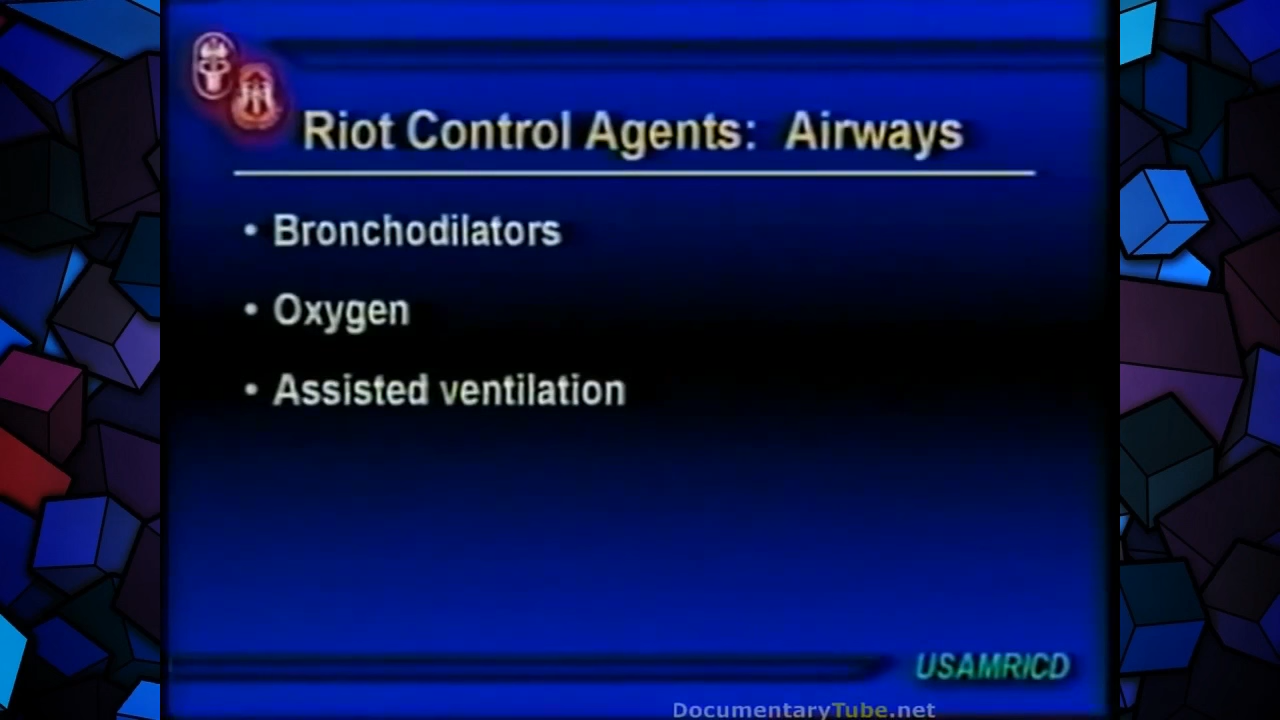 Riot Control Agents: Airways
• Bronchodilators
• Oxygen
• Assisted ventilation
USAMRICD
DocumentaryTube.net